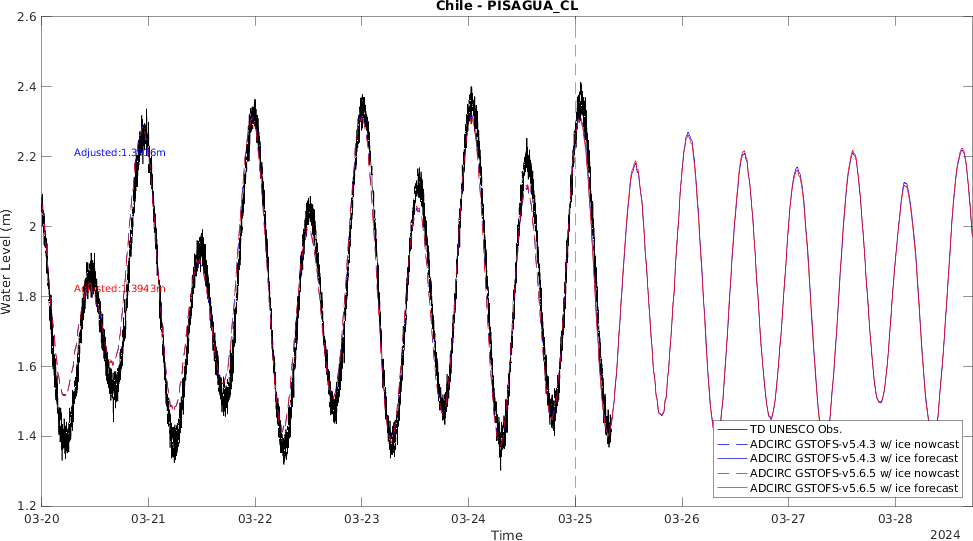 Chile - PISAGUA_CL
2.6
2.4
2.2
2
1.8
1.6
1.4
1.2
Water Level (m)
Adjusted:1.3943m
TD UNESCO Obs.
ADCIRC GSTOFS-v5.4.3 w/ ice nowcast
ADCIRC GSTOFS-v5.4.3 w/ ice forecast
ADCIRC GSTOFS-v5.6.5 w/ ice nowcast
ADCIRC GSTOFS-v5.6.5 w/ ice forecast
03-20 03-21 03-22 03-23 03-24 03-25 03-26 03-27 03-28
Time
2024